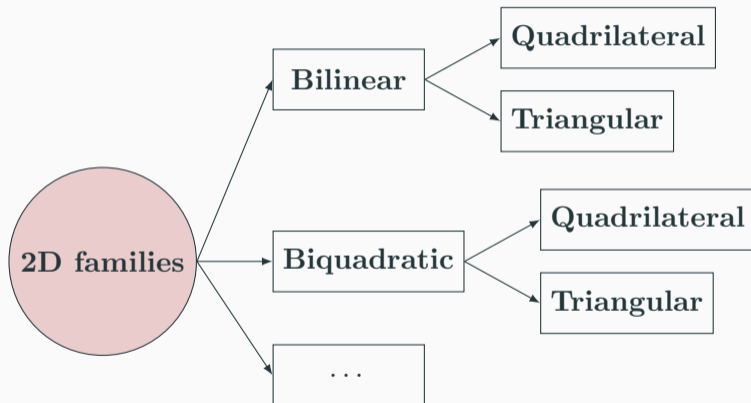 2D families
Bilinear
Quadrilateral
Triangular
Biquadratic
Quadrilateral
Triangular
...